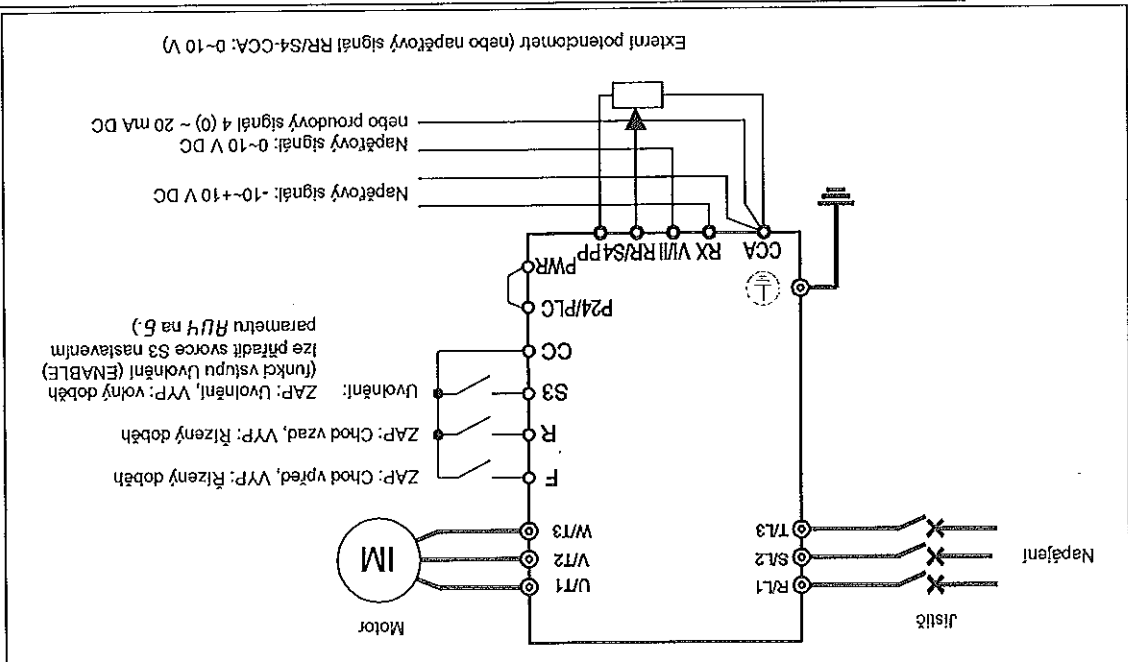 Jistič
Motor
Napájení
R/L1
S/L2
T/L3
U/T1
V/T2
W/T3
IM
F
ZAP: Chod vpřed, VYP: Řízený doběh
R
ZAP: Chod vzad, VYP: Řízený doběh
S3
Uvolnění:
ZAP: Uvolnění, VYP: volný doběh
(funkci vstupu Uvolnění (ENABLE)
lze přiřadit svorce S3 nastavením
parametru AU4 na 6.)
CC
P24/PLC
PWR
CCA
RX
VI/II
RR/S4
PP
Napěťový signál: -10~+10 V DC
Napěťový signál: 0~10 V DC
nebo proudový signál 4 (0) ~ 20 mA DC
Externí potenciometr (nebo napěťový signál RR/S4-CCA: 0~10 V)